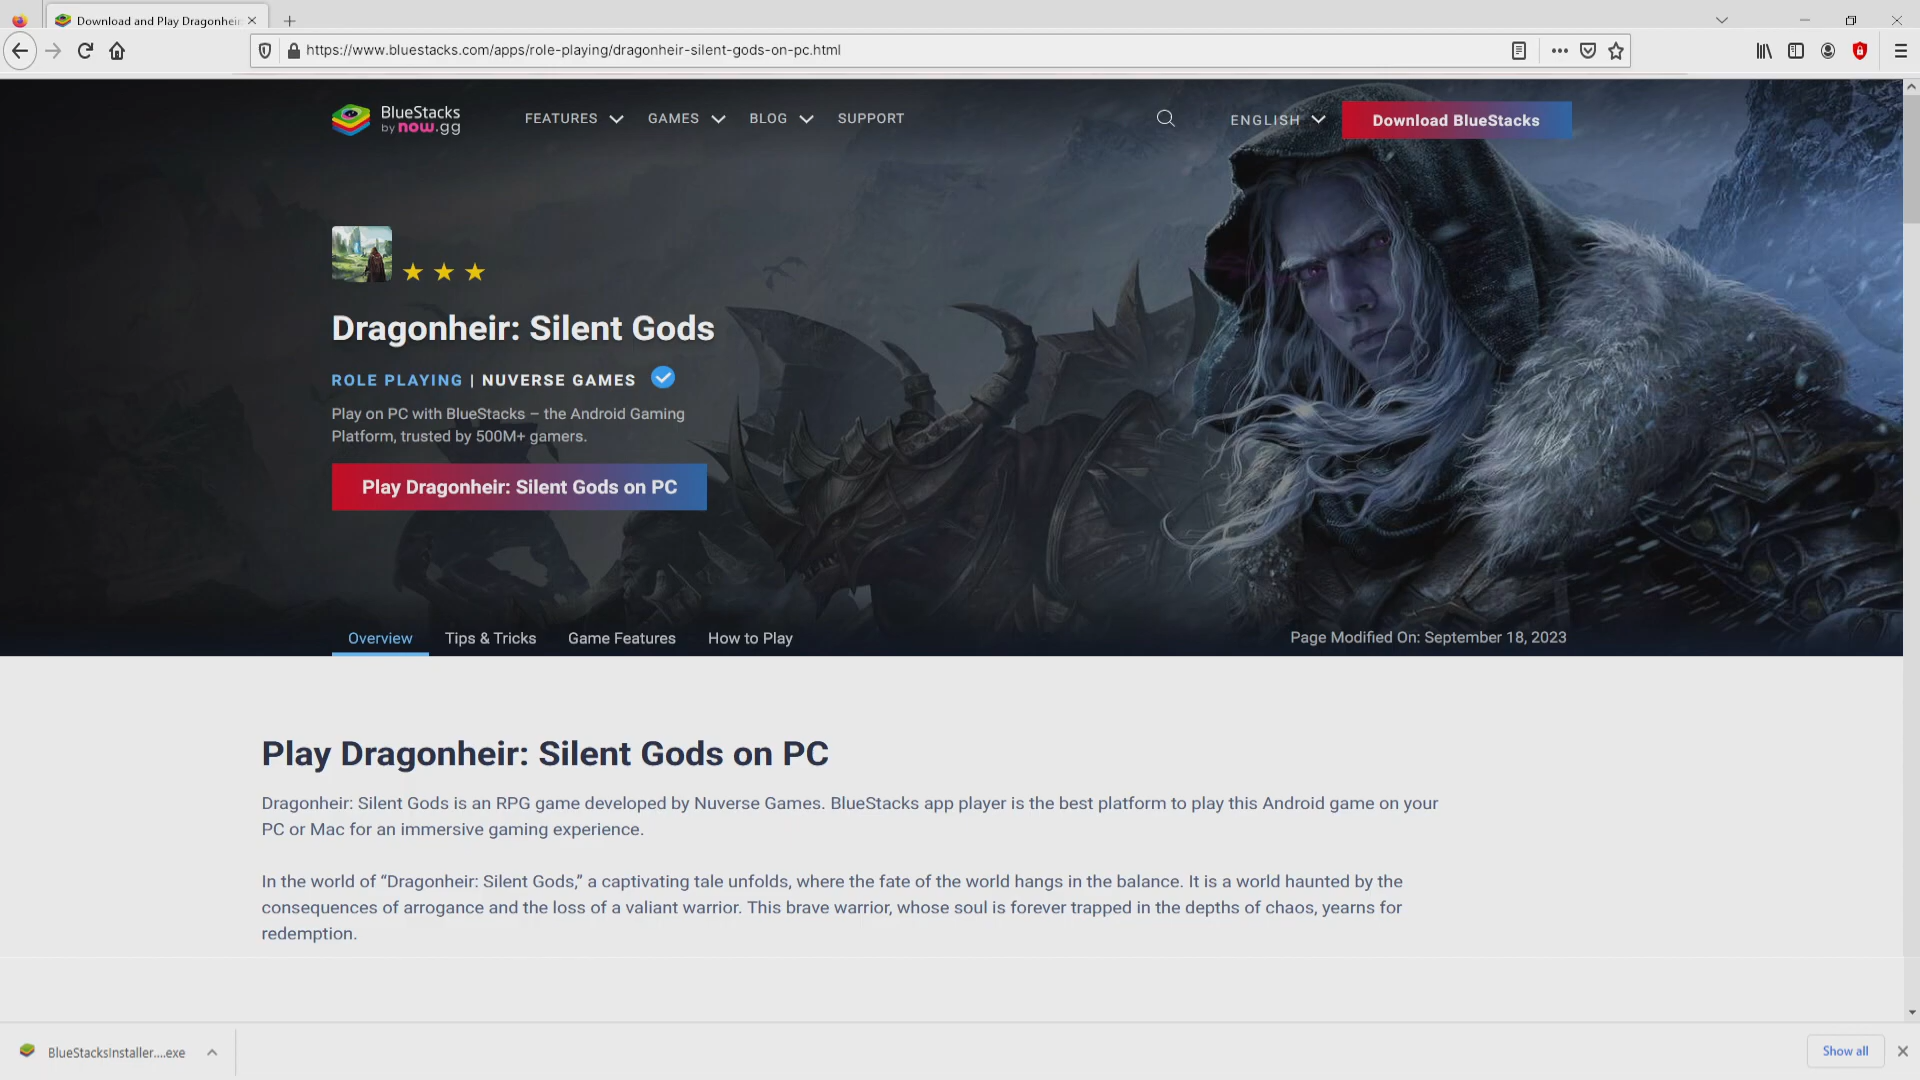 Download and Play Dragonheir
https://www.bluestacks.com/apps/role-playing/dragonheir-silent-gods-on-pc.html
BlueStacks
by now.gg
FEATURES
GAMES
BLOG
SUPPORT
ENGLISH
Download BlueStacks
Dragonheir: Silent Gods
ROLE PLAYING | NUVERSE GAMES
Play on PC with BlueStacks – the Android Gaming
Platform, trusted by 500M+ gamers.
Play Dragonheir: Silent Gods on PC
Overview
Tips & Tricks
Game Features
How to Play
Page Modified On: September 18, 2023
Play Dragonheir: Silent Gods on PC
Dragonheir: Silent Gods is an RPG game developed by Nuverse Games. BlueStacks app player is the best platform to play this Android game on your
PC or Mac for an immersive gaming experience.
In the world of “Dragonheir: Silent Gods,” a captivating tale unfolds, where the fate of the world hangs in the balance. It is a world haunted by the
consequences of arrogance and the loss of a valiant warrior. This brave warrior, whose soul is forever trapped in the depths of chaos, yearns for
redemption.
BlueStacksInstaller....exe
Show all